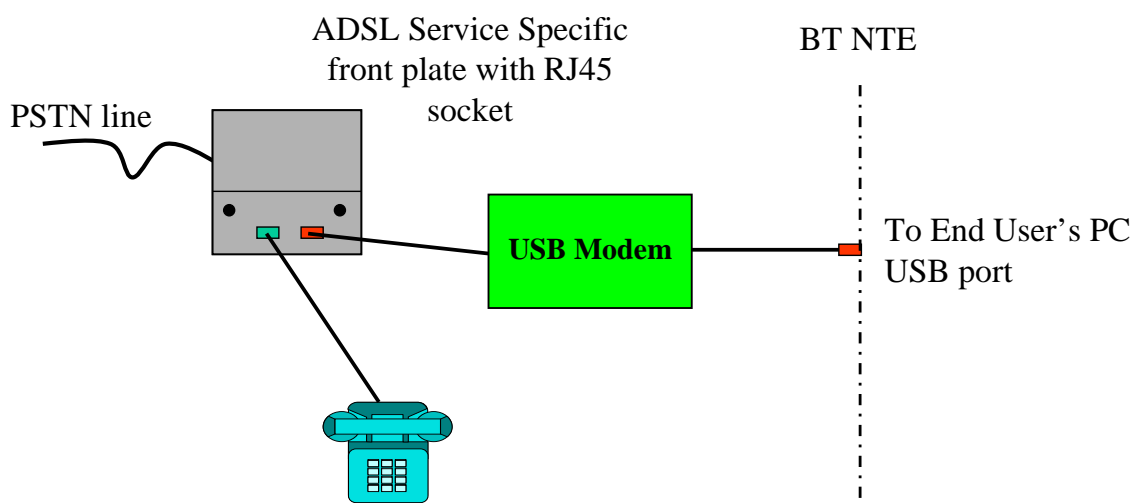 ADSL Service Specific
front plate with RJ45
socket
BT NTE
PSTN line
USB Modem
To End User’s PC
USB port